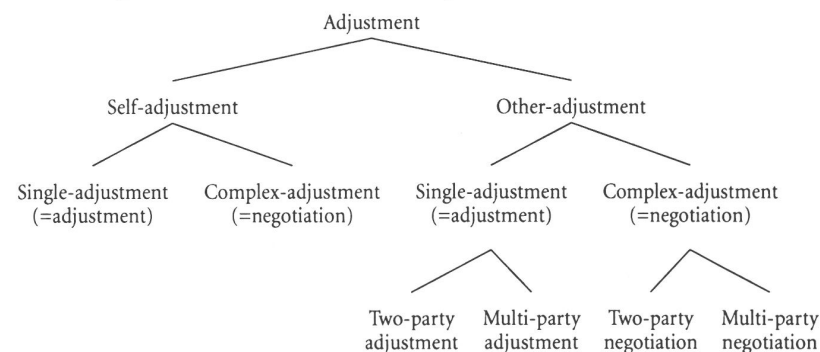 Adjustment
Self-adjustment Other-adjustment
Single-adjustment Complex-adjustment Single-adjustment Complex-adjustment
(=adjustment) (=negotiation) (=adjustment) (=negotiation)
Two-party Multi-party Two-party Multi-party
adjustment adjustment negotiation negotiation